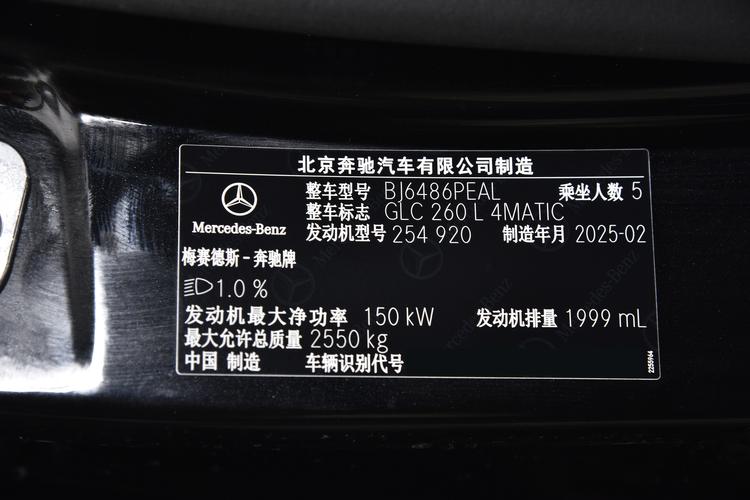 北京奔驰汽车有限公司制造
整车型号 BJ6486PEAL 乘坐人数 5
整车标志 GLC 260 L 4MATIC
Mercedes-Benz
发动机型号 254 920 制造年月 2025-02
梅赛德斯-奔驰牌
1.0 %
发动机最大净功率 150 kW 发动机排量 1999 mL
最大允许总质量 2550 kg
中国 制造 车辆识别代号
2255964